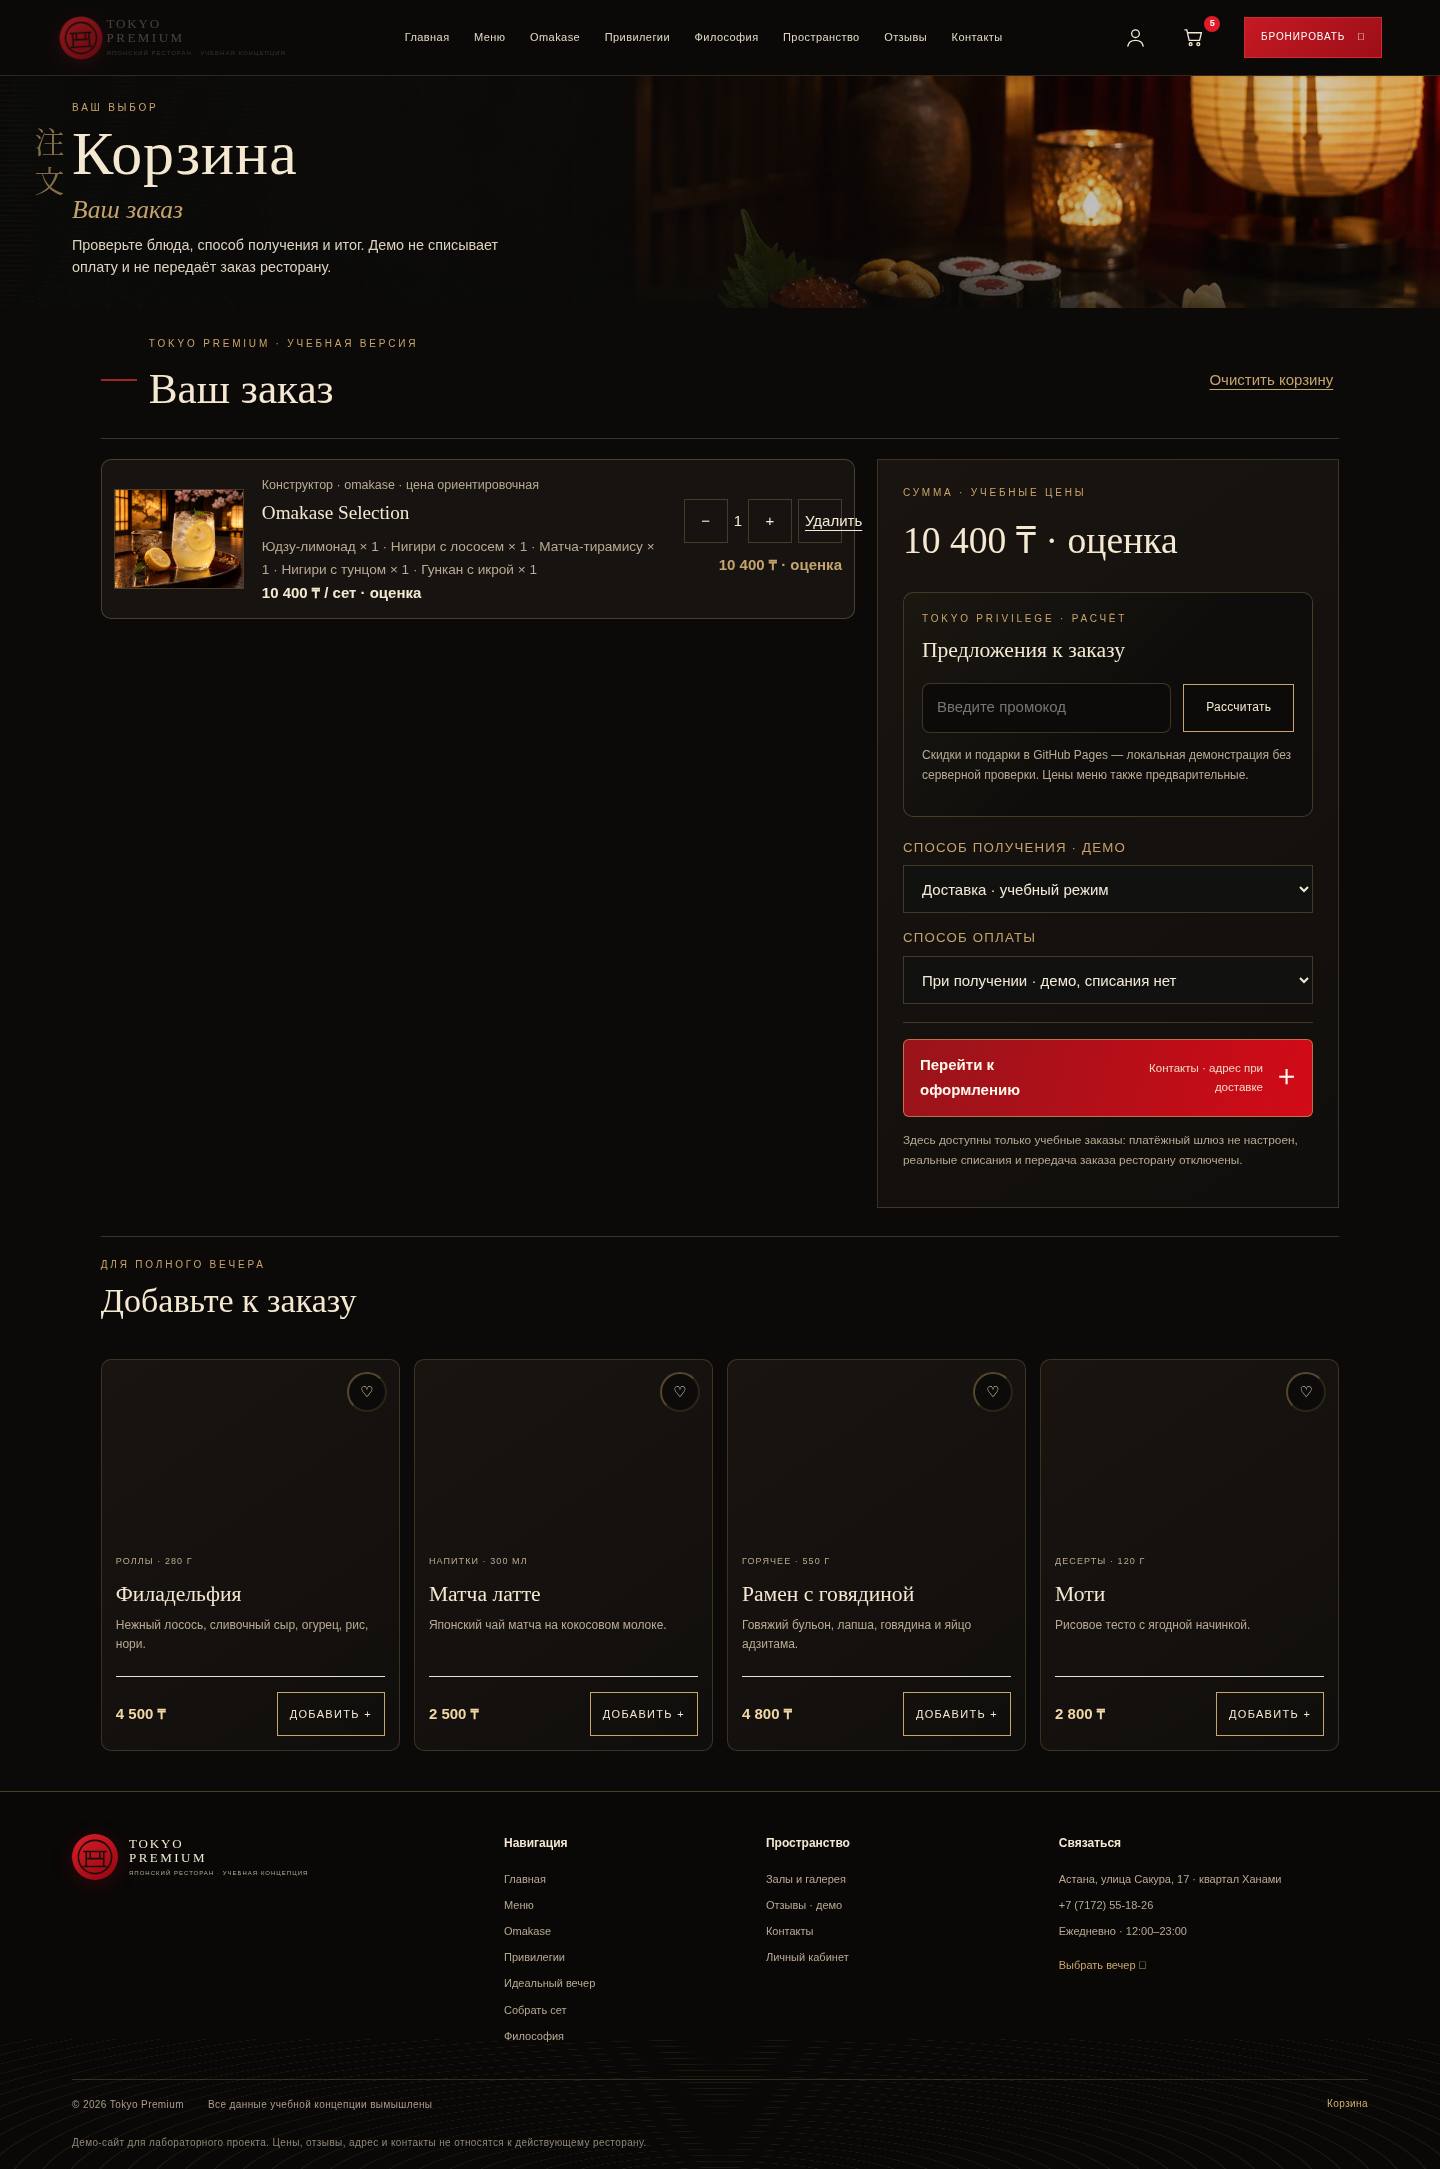 TOKYO
PREMIUM
ЯПОНСКИЙ РЕСТОРАН · УЧЕБНАЯ КОНЦЕПЦИЯ
Главная Меню Omakase Привилегии Философия Пространство Отзывы Контакты
5
БРОНИРОВАТЬ
ВАШ ВЫБОР
注文
Корзина
Ваш заказ
Проверьте блюда, способ получения и итог. Демо не списывает
оплату и не передаёт заказ ресторану.
TOKYO PREMIUM · УЧЕБНАЯ ВЕРСИЯ
Ваш заказ
Очистить корзину
Конструктор · omakase · цена ориентировочная
Omakase Selection
Юдзу-лимонад × 1 · Нигири с лососем × 1 · Матча-тирамису ×
1 · Нигири с тунцом × 1 · Гункан с икрой × 1
10 400 ₸ / сет · оценка
− 1 + Удалить
10 400 ₸ · оценка
СУММА · УЧЕБНЫЕ ЦЕНЫ
10 400 ₸ · оценка
TOKYO PRIVILEGE · РАСЧЁТ
Предложения к заказу
Введите промокод
Рассчитать
Скидки и подарки в GitHub Pages — локальная демонстрация без
серверной проверки. Цены меню также предварительные.
СПОСОБ ПОЛУЧЕНИЯ · ДЕМО
Доставка · учебный режим
СПОСОБ ОПЛАТЫ
При получении · демо, списания нет
Перейти к
оформлению
Контакты · адрес при
доставке
+
Здесь доступны только учебные заказы: платёжный шлюз не настроен,
реальные списания и передача заказа ресторану отключены.
ДЛЯ ПОЛНОГО ВЕЧЕРА
Добавьте к заказу
РОЛЛЫ · 280 Г
Филадельфия
Нежный лосось, сливочный сыр, огурец, рис,
нори.
4 500 ₸
ДОБАВИТЬ +
НАПИТКИ · 300 МЛ
Матча латте
Японский чай матча на кокосовом молоке.
2 500 ₸
ДОБАВИТЬ +
ГОРЯЧЕЕ · 550 Г
Рамен с говядиной
Говяжий бульон, лапша, говядина и яйцо
адзитама.
4 800 ₸
ДОБАВИТЬ +
ДЕСЕРТЫ · 120 Г
Моти
Рисовое тесто с ягодной начинкой.
2 800 ₸
ДОБАВИТЬ +
TOKYO
PREMIUM
ЯПОНСКИЙ РЕСТОРАН · УЧЕБНАЯ КОНЦЕПЦИЯ
Навигация
Главная
Меню
Omakase
Привилегии
Идеальный вечер
Собрать сет
Философия
Пространство
Залы и галерея
Отзывы · демо
Контакты
Личный кабинет
Связаться
Астана, улица Сакура, 17 · квартал Ханами
+7 (7172) 55-18-26
Ежедневно · 12:00–23:00
Выбрать вечер
© 2026 Tokyo Premium
Все данные учебной концепции вымышлены
Корзина
Демо-сайт для лабораторного проекта. Цены, отзывы, адрес и контакты не относятся к действующему ресторану.